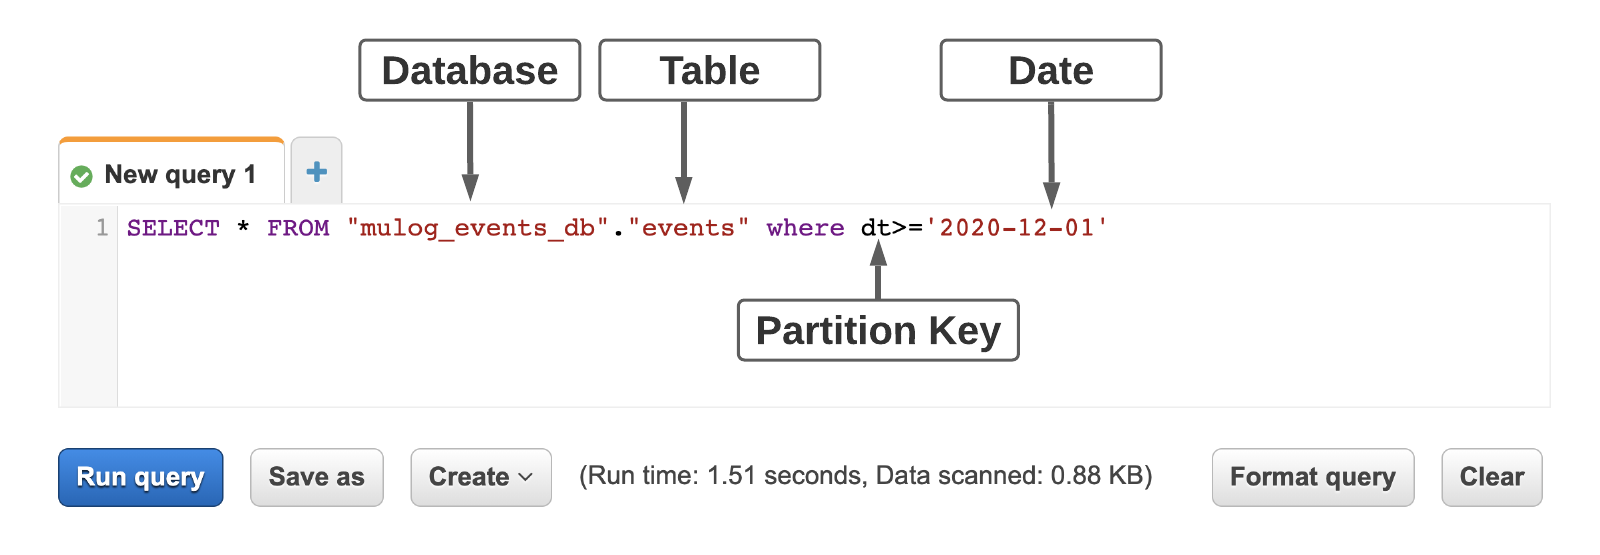 Database Table Date
New query 1 +
1 SELECT * FROM "mulog_events_db"."events" where dt>='2020-12-01'
Partition Key
Run query Save as Create (Run time: 1.51 seconds, Data scanned: 0.88 KB) Format query Clear